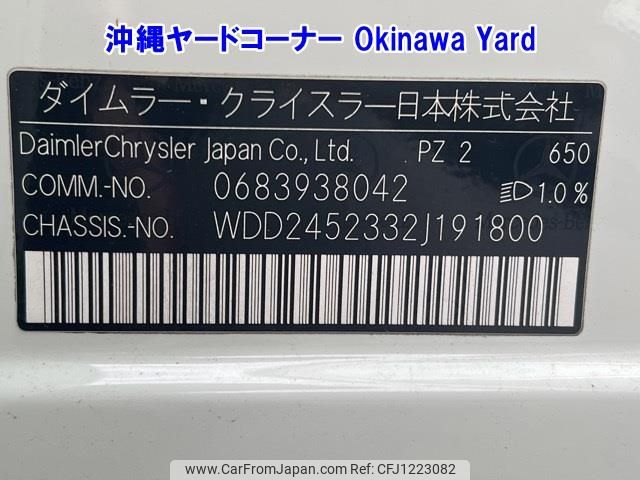 沖縄ヤードコーナー Okinawa Yard
ダイムラー・クライスラー日本株式会社
DaimlerChrysler Japan Co., Ltd. PZ 2 650
COMM.-NO. 0683938042 1.0 %
CHASSIS.-NO. WDD2452332J191800
www.CarFromJapan.com - CFJ1223082